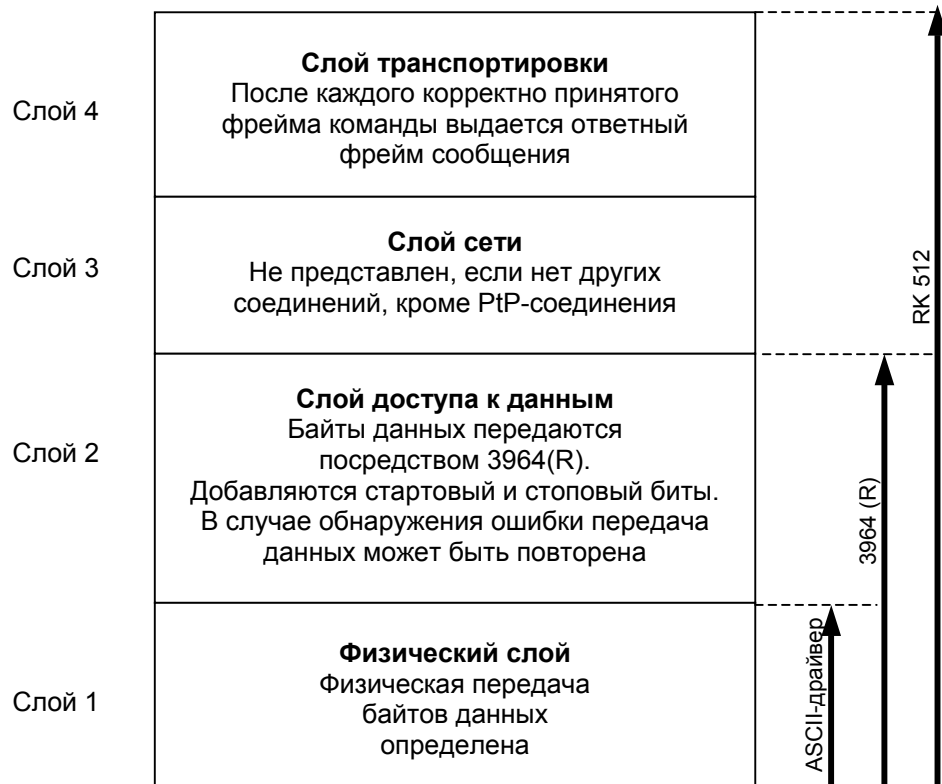 Слой 4
Слой транспортировки
После каждого корректно принятого
фрейма команды выдается ответный
фрейм сообщения
Слой 3
Слой сети
Не представлен, если нет других
соединений, кроме PtP-соединения
RK 512
Слой 2
Слой доступа к данным
Байты данных передаются
посредством 3964(R).
Добавляются стартовый и стоповый биты.
В случае обнаружения ошибки передача
данных может быть повторена
3964 (R)
Слой 1
Физический слой
Физическая передача
байтов данных
определена
ASCII-драйвер